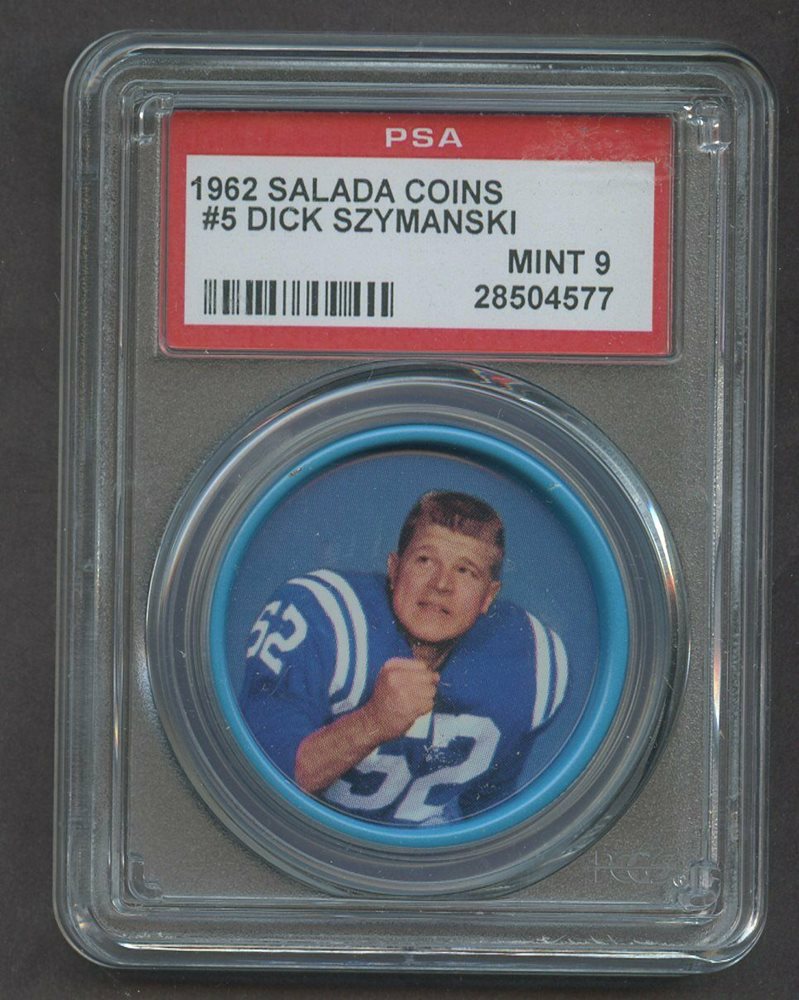 PSA
1962 SALADA COINS
#5 DICK SZYMANSKI
MINT 9
28504577
52
52